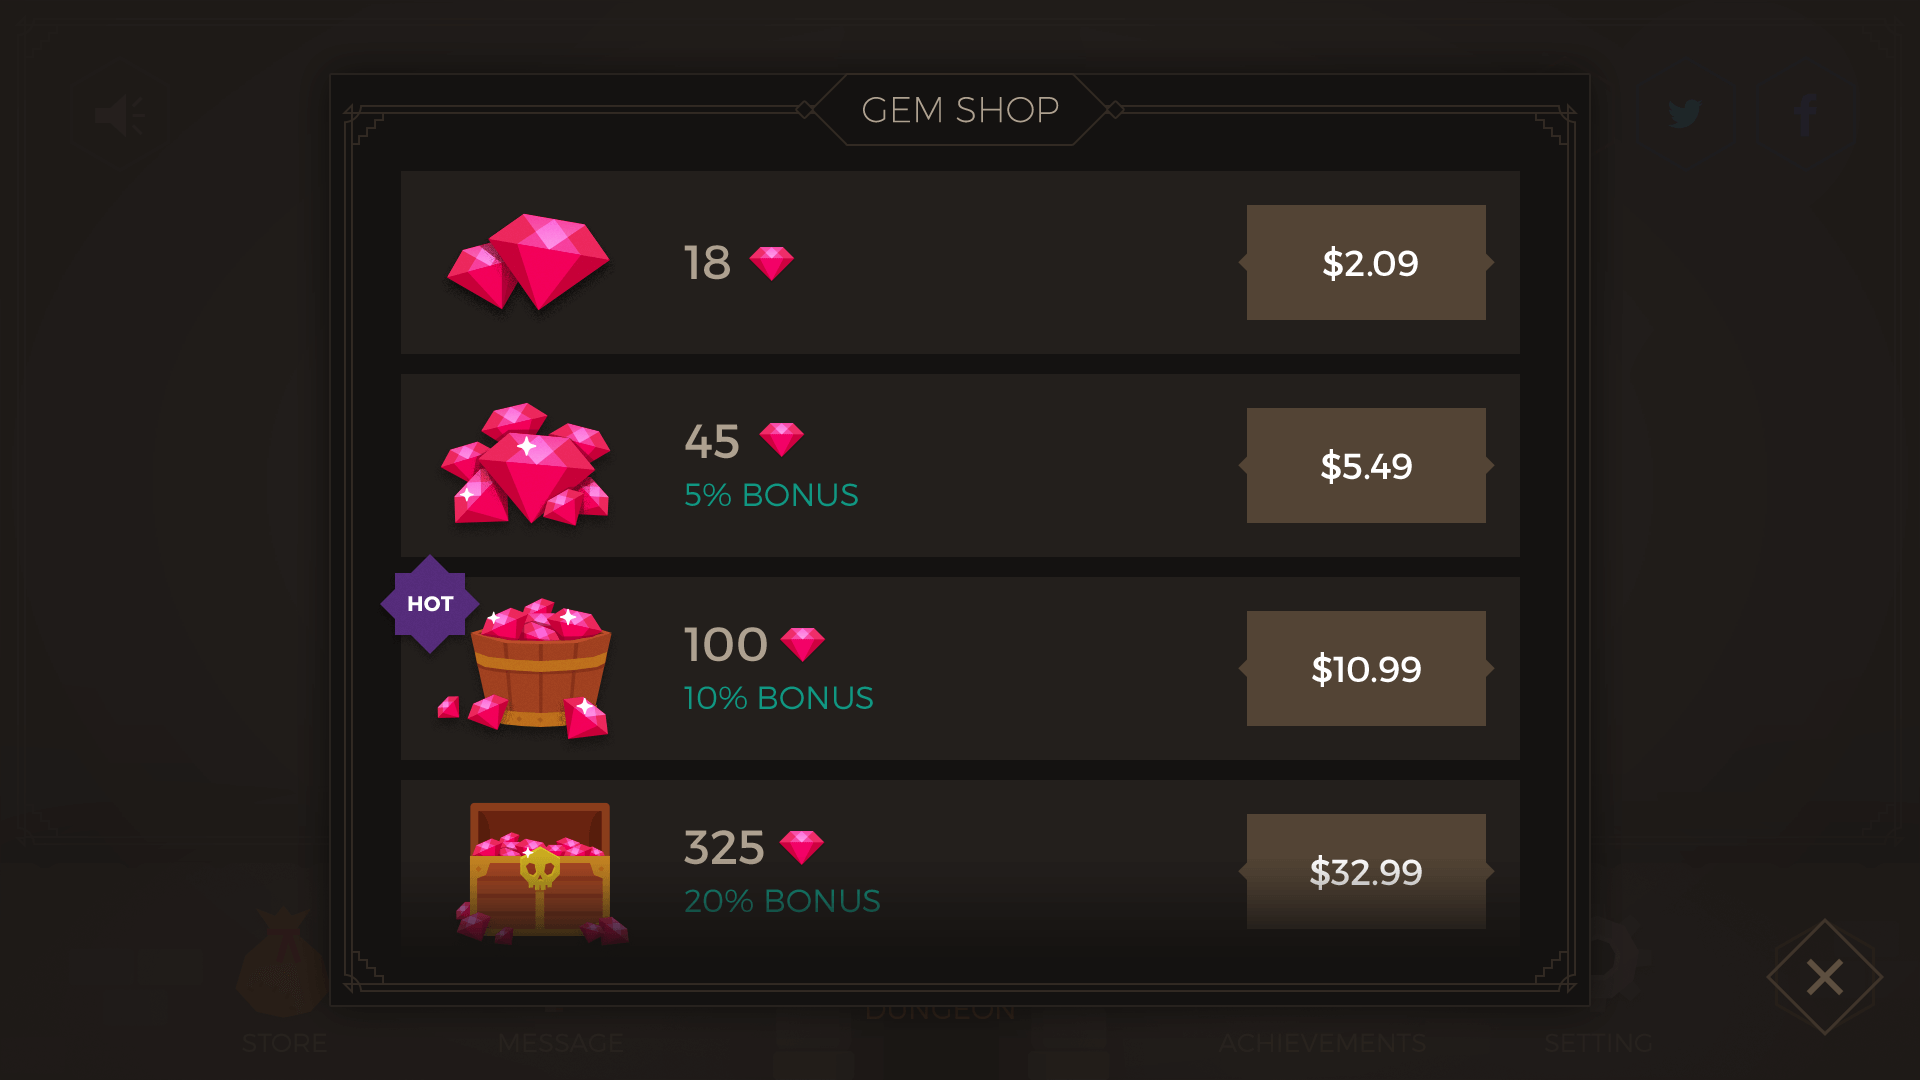 GEM SHOP
18
$2.09
45
5% BONUS
$5.49
HOT
100
10% BONUS
$10.99
325
20% BONUS
$32.99
DUNGEON
STORE
MESSAGE
ACHIEVEMENTS
SETTING